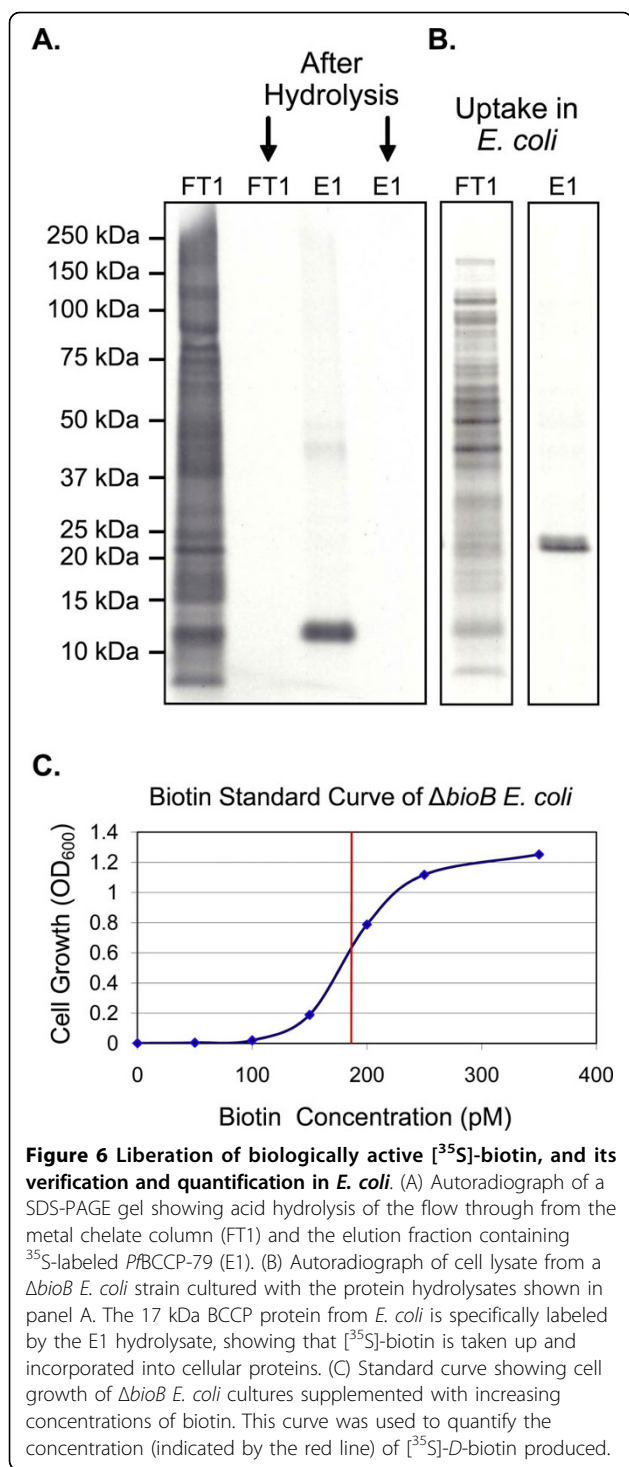 A.
B.
After
Hydrolysis
Uptake in
E. coli
FT1 FT1 E1 E1 FT1 E1
250 kDa
150 kDa
100 kDa
75 kDa
50 kDa
37 kDa
25 kDa
20 kDa
15 kDa
10 kDa
C.
Biotin Standard Curve of ΔbioB E. coli
Cell Growth (OD600)
1.4
1.2
1
0.8
0.6
0.4
0.2
0
0 100 200 300 400
Biotin Concentration (pM)
Figure 6 Liberation of biologically active [³⁵S]-biotin, and its
verification and quantification in E. coli. (A) Autoradiograph of a
SDS-PAGE gel showing acid hydrolysis of the flow through from the
metal chelate column (FT1) and the elution fraction containing
³⁵S-labeled PfBCCP-79 (E1). (B) Autoradiograph of cell lysate from a
ΔbioB E. coli strain cultured with the protein hydrolysates shown in
panel A. The 17 kDa BCCP protein from E. coli is specifically labeled
by the E1 hydrolysate, showing that [³⁵S]-biotin is taken up and
incorporated into cellular proteins. (C) Standard curve showing cell
growth of ΔbioB E. coli cultures supplemented with increasing
concentrations of biotin. This curve was used to quantify the
concentration (indicated by the red line) of [³⁵S]-D-biotin produced.